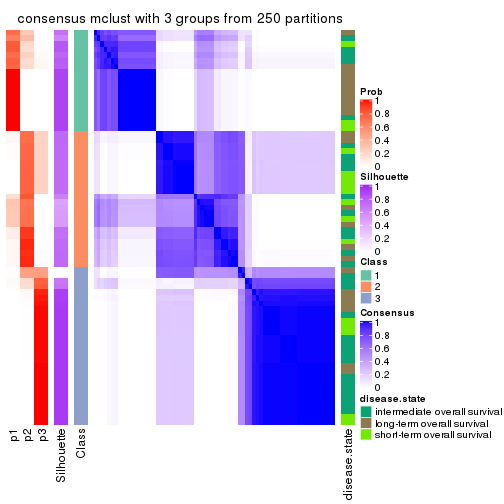 consensus mclust with 3 groups from 250 partitions
Prob
1
0.8
0.6
0.4
0.2
0
Silhouette
1
0.8
0.6
0.4
0.2
0
Class
1
2
3
Consensus
1
0.8
0.6
0.4
0.2
0
disease.state
intermediate overall survival
long-term overall survival
short-term overall survival
p1
p2
p3
Silhouette
Class
disease.state